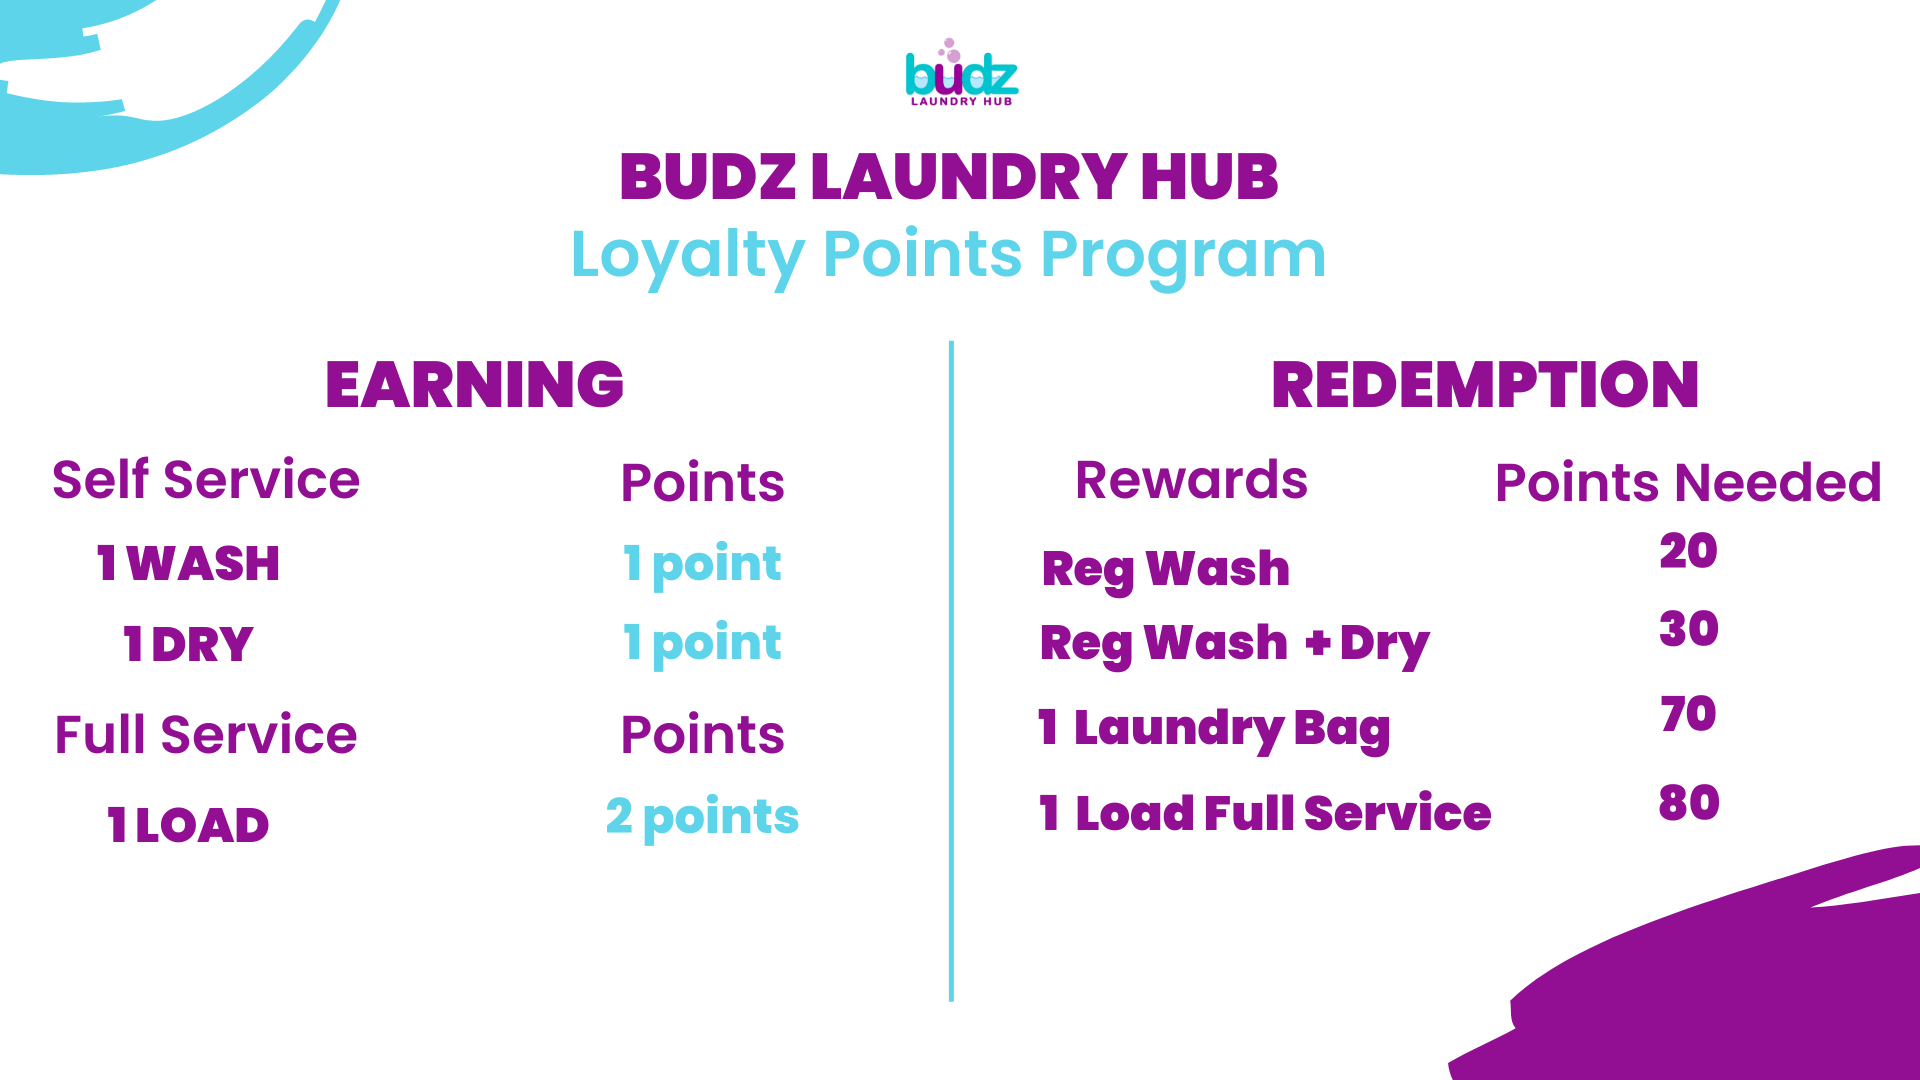 budz
LAUNDRY HUB
BUDZ LAUNDRY HUB
Loyalty Points Program
EARNING
Self Service Points
1 WASH 1 point
1 DRY 1 point
Full Service Points
1 LOAD 2 points
REDEMPTION
Rewards Points Needed
Reg Wash 20
Reg Wash + Dry 30
1 Laundry Bag 70
1 Load Full Service 80